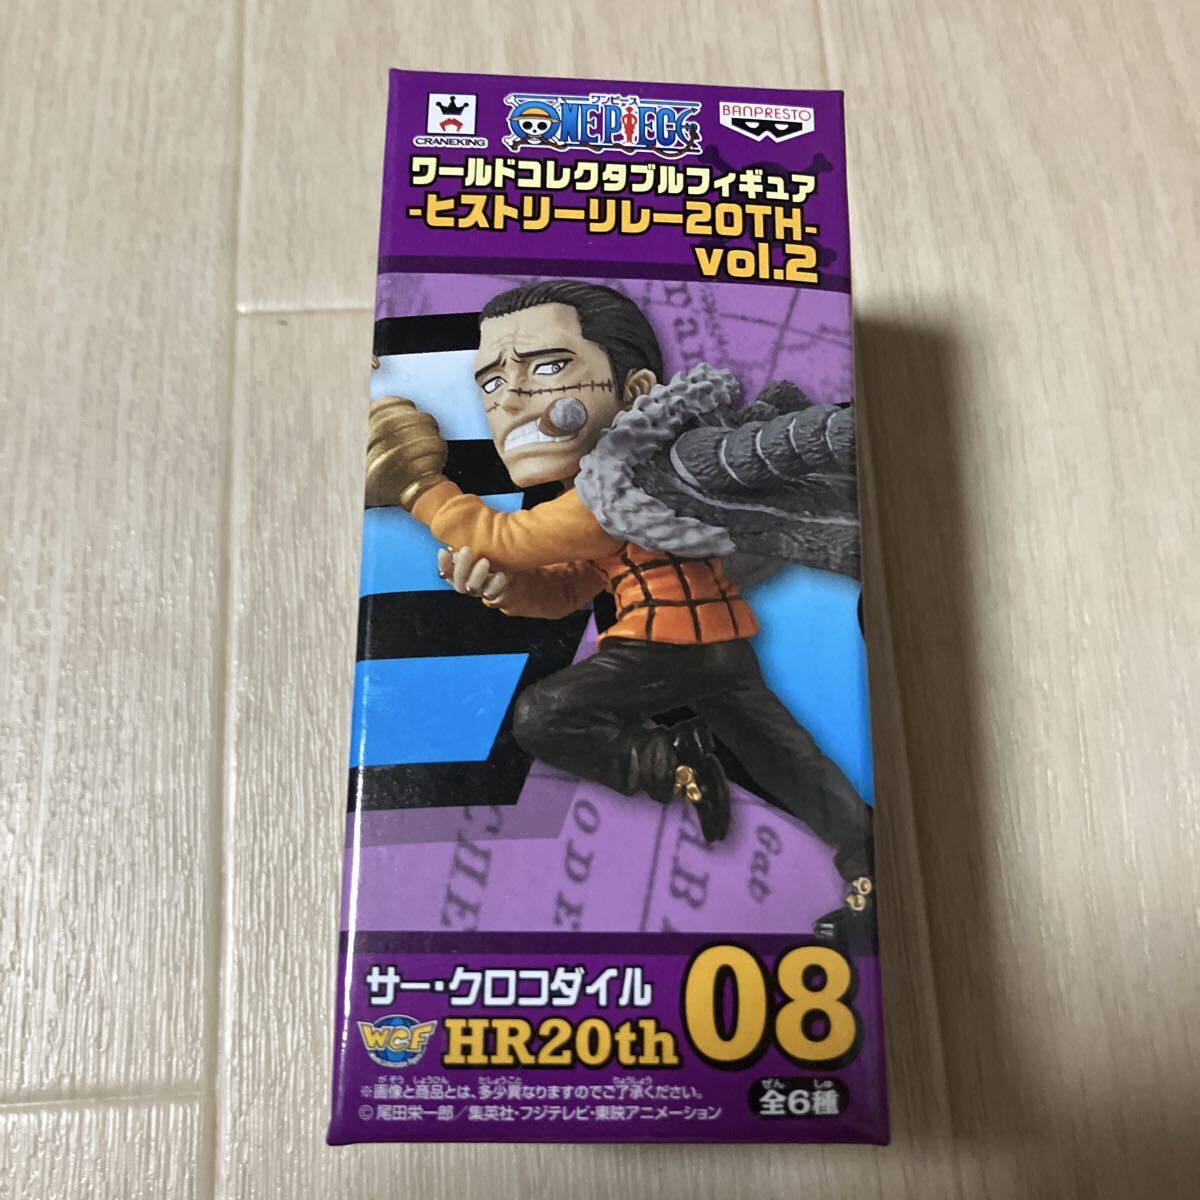 CRANEKING
ワンピース
ONE PIECE
BANPRESTO
ワールドコレクタブルフィギュア
-ヒストリーリレー20TH-
vol.2
サー・クロコダイル
WCF
HR20th
08
※画像と商品とは、多少異なりますのでご了承ください。
ぜん しゅ
全6種
©尾田栄一郎/集英社・フジテレビ・東映アニメーション